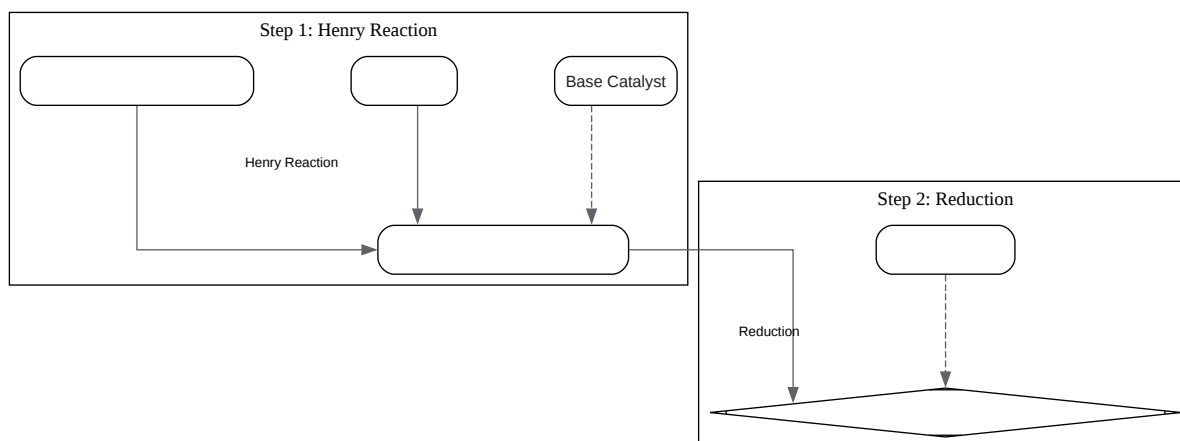 Step 1: Henry Reaction
Base Catalyst
Henry Reaction
Step 2: Reduction
Reduction